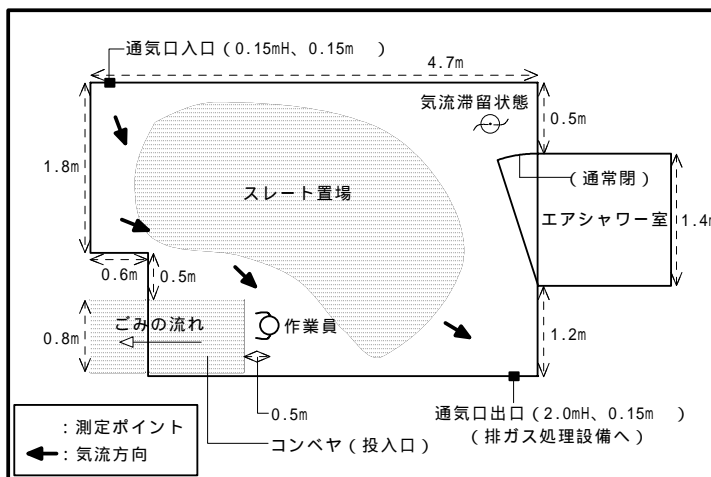 通気口入口(0.15mH、0.15m )
4.7m
気流滞留状態
0.5m
1.8m
スレート置場
(通常閉)
エアシャワー室
1.4m
0.6m
0.5m
ごみの流れ
作業員
0.8m
1.2m
0.5m
通気口出口(2.0mH、0.15m )
(排ガス処理設備へ)
コンベヤ(投入口)
:測定ポイント
:気流方向